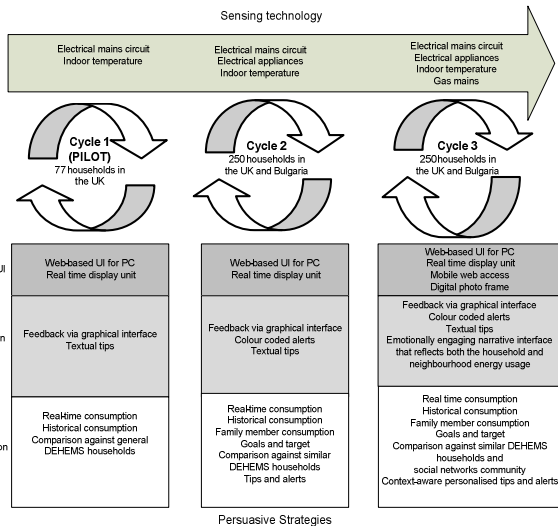 Sensing technology
Electrical mains circuit
Indoor temperature
Electrical mains circuit
Electrical appliances
Indoor temperature
Electrical mains circuit
Electrical appliances
Indoor temperature
Gas mains
Cycle 1
(PILOT)
77 households in
the UK
Cycle 2
250 households in
the UK and Bulgaria
Cycle 3
250 households in
the UK and Bulgaria
UI
Web-based UI for PC
Real time display unit
Web-based UI for PC
Real time display unit
Web-based UI for PC
Real time display unit
Mobile web access
Digital photo frame
n
Feedback via graphical interface
Textual tips
Feedback via graphical interface
Colour coded alerts
Textual tips
Feedback via graphical interface
Colour coded alerts
Textual tips
Emotionally engaging narrative interface
that reflects both the household and
neighbourhood energy usage
on
Real-time consumption
Historical consumption
Comparison against general
DEHEMS households
Real-time consumption
Historical consumption
Family member consumption
Goals and target
Comparison against similar
DEHEMS households
Tips and alerts
Real time consumption
Historical consumption
Family member consumption
Goals and target
Comparison against similar DEHEMS
households and
social networks community
Context-aware personalised tips and alerts
Persuasive Strategies